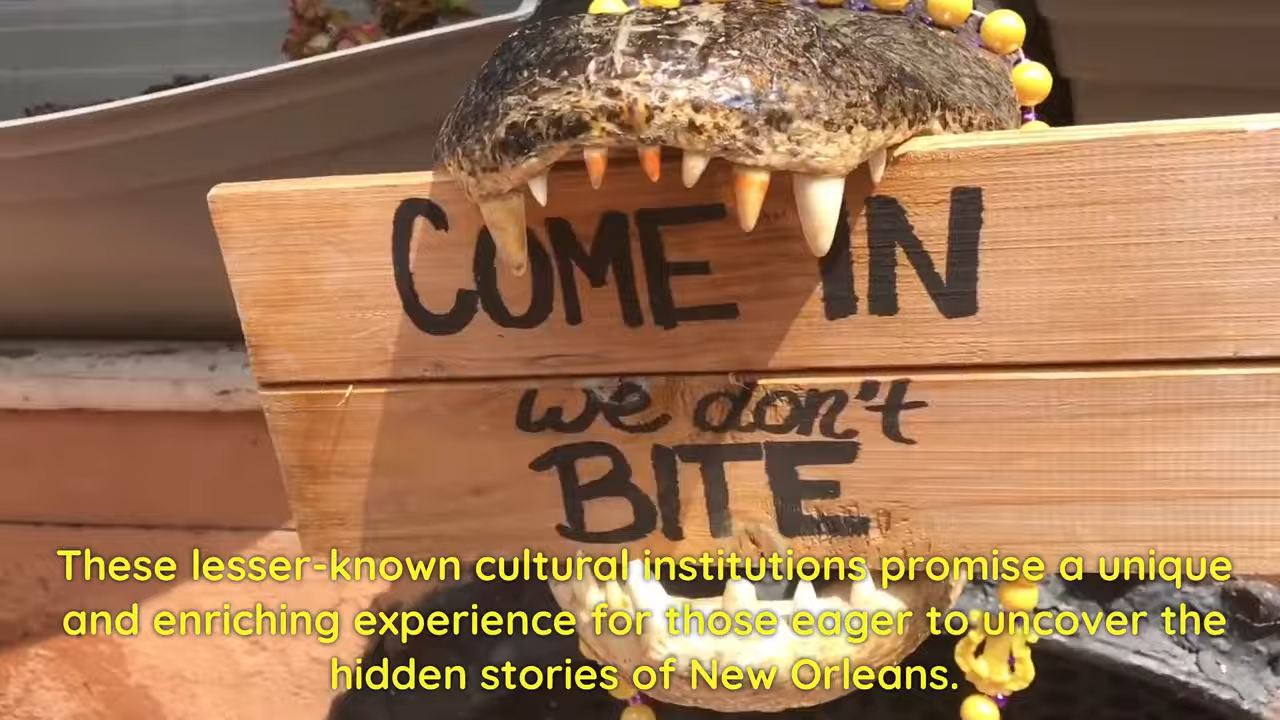 COME IN
we don't
BITE
These lesser-known cultural institutions promise a unique
and enriching experience for those eager to uncover the
hidden stories of New Orleans.